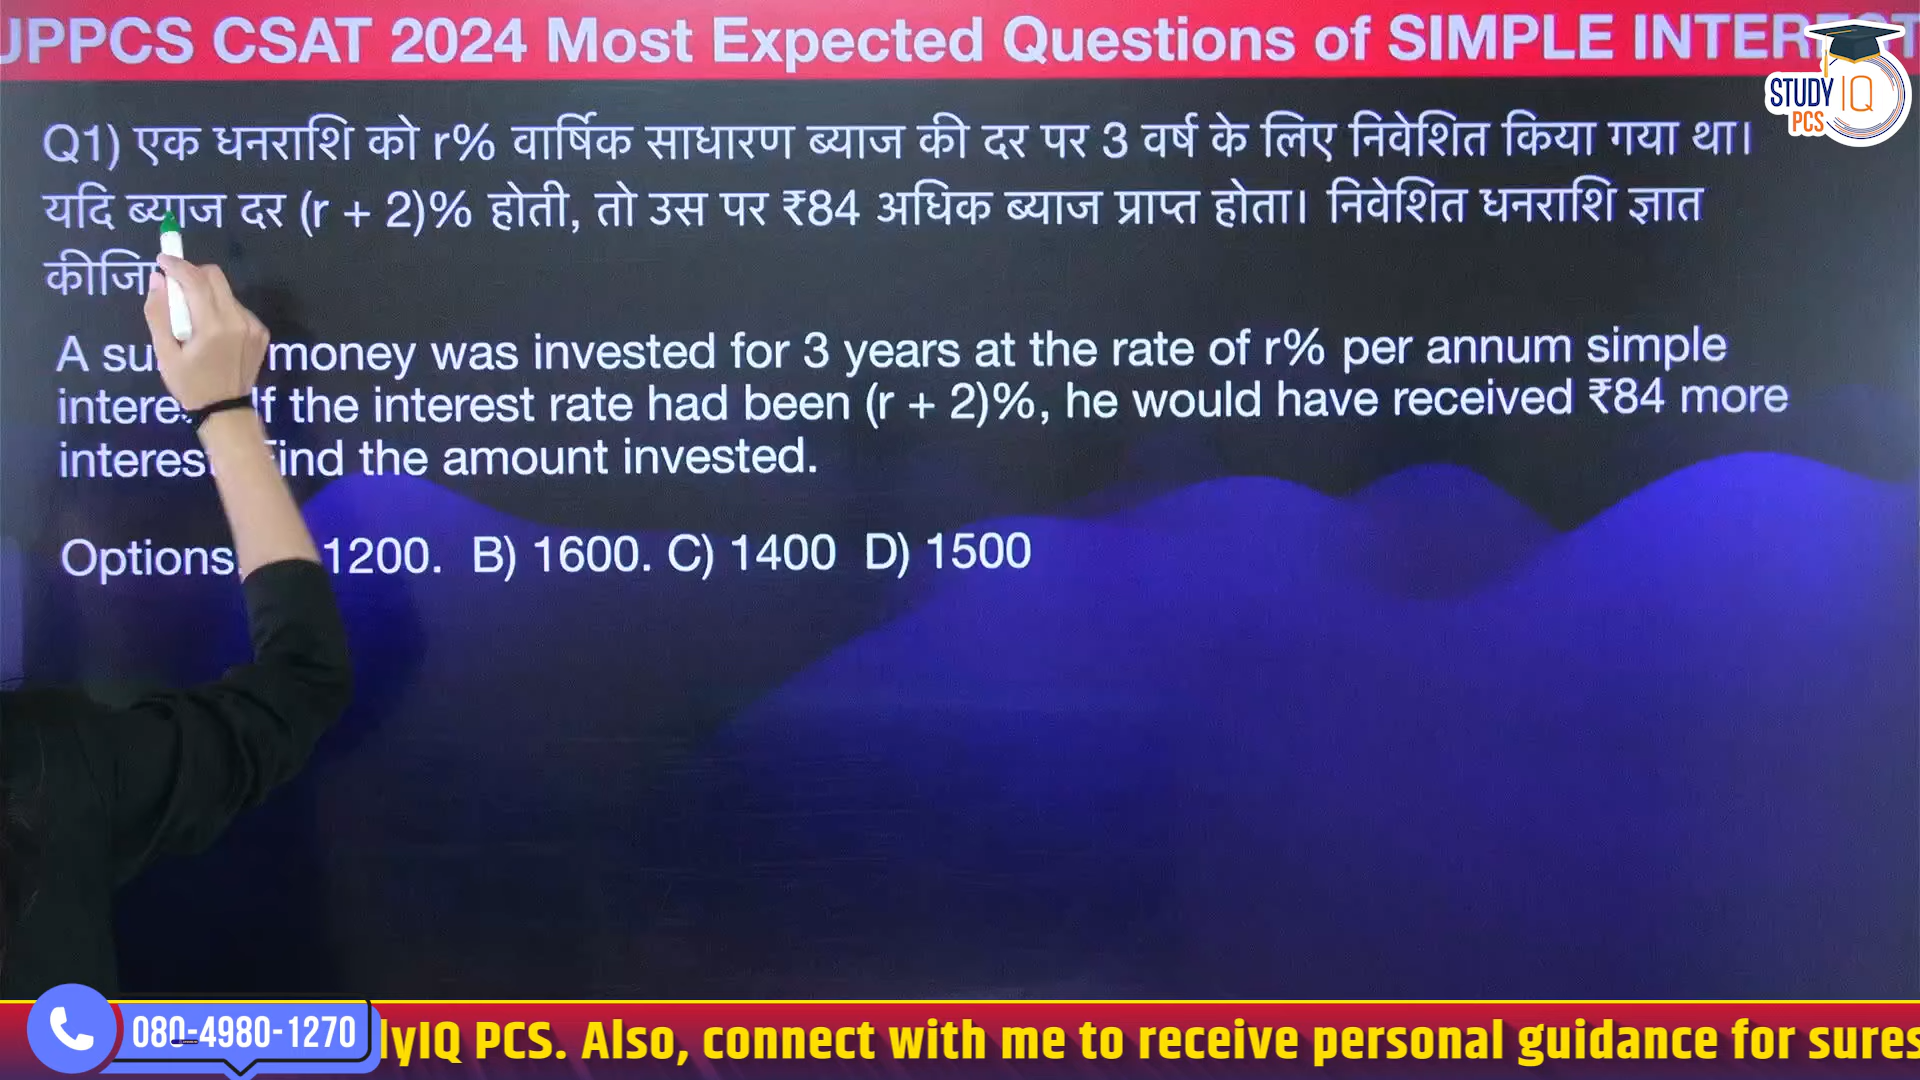 UPPCS CSAT 2024 Most Expected Questions of SIMPLE INTEREST
STUDY IQ
PCS
Q1) एक धनराशि को r% वार्षिक साधारण ब्याज की दर पर 3 वर्ष के लिए निवेशित किया गया था।
यदि ब्याज दर (r + 2)% होती, तो उस पर ₹84 अधिक ब्याज प्राप्त होता। निवेशित धनराशि ज्ञात
कीजि
A su money was invested for 3 years at the rate of r% per annum simple
interes If the interest rate had been (r + 2)%, he would have received ₹84 more
interest Find the amount invested.
Options 1200. B) 1600. C) 1400 D) 1500
080-4980-1270
lyIQ PCS. Also, connect with me to receive personal guidance for sures